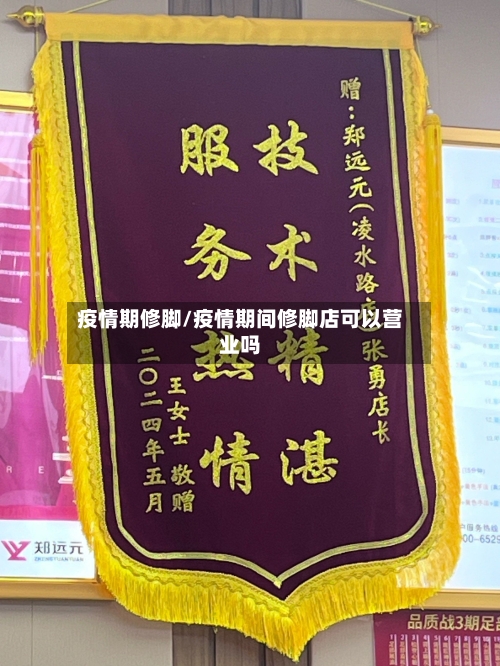 赠：郑远元（凌水路店）张勇店长
技术精湛
服务热情
王女士 敬赠
二〇二四年五月
疫情期修脚/疫情期间修脚店可以营
业吗
郑远元
品质战3期足